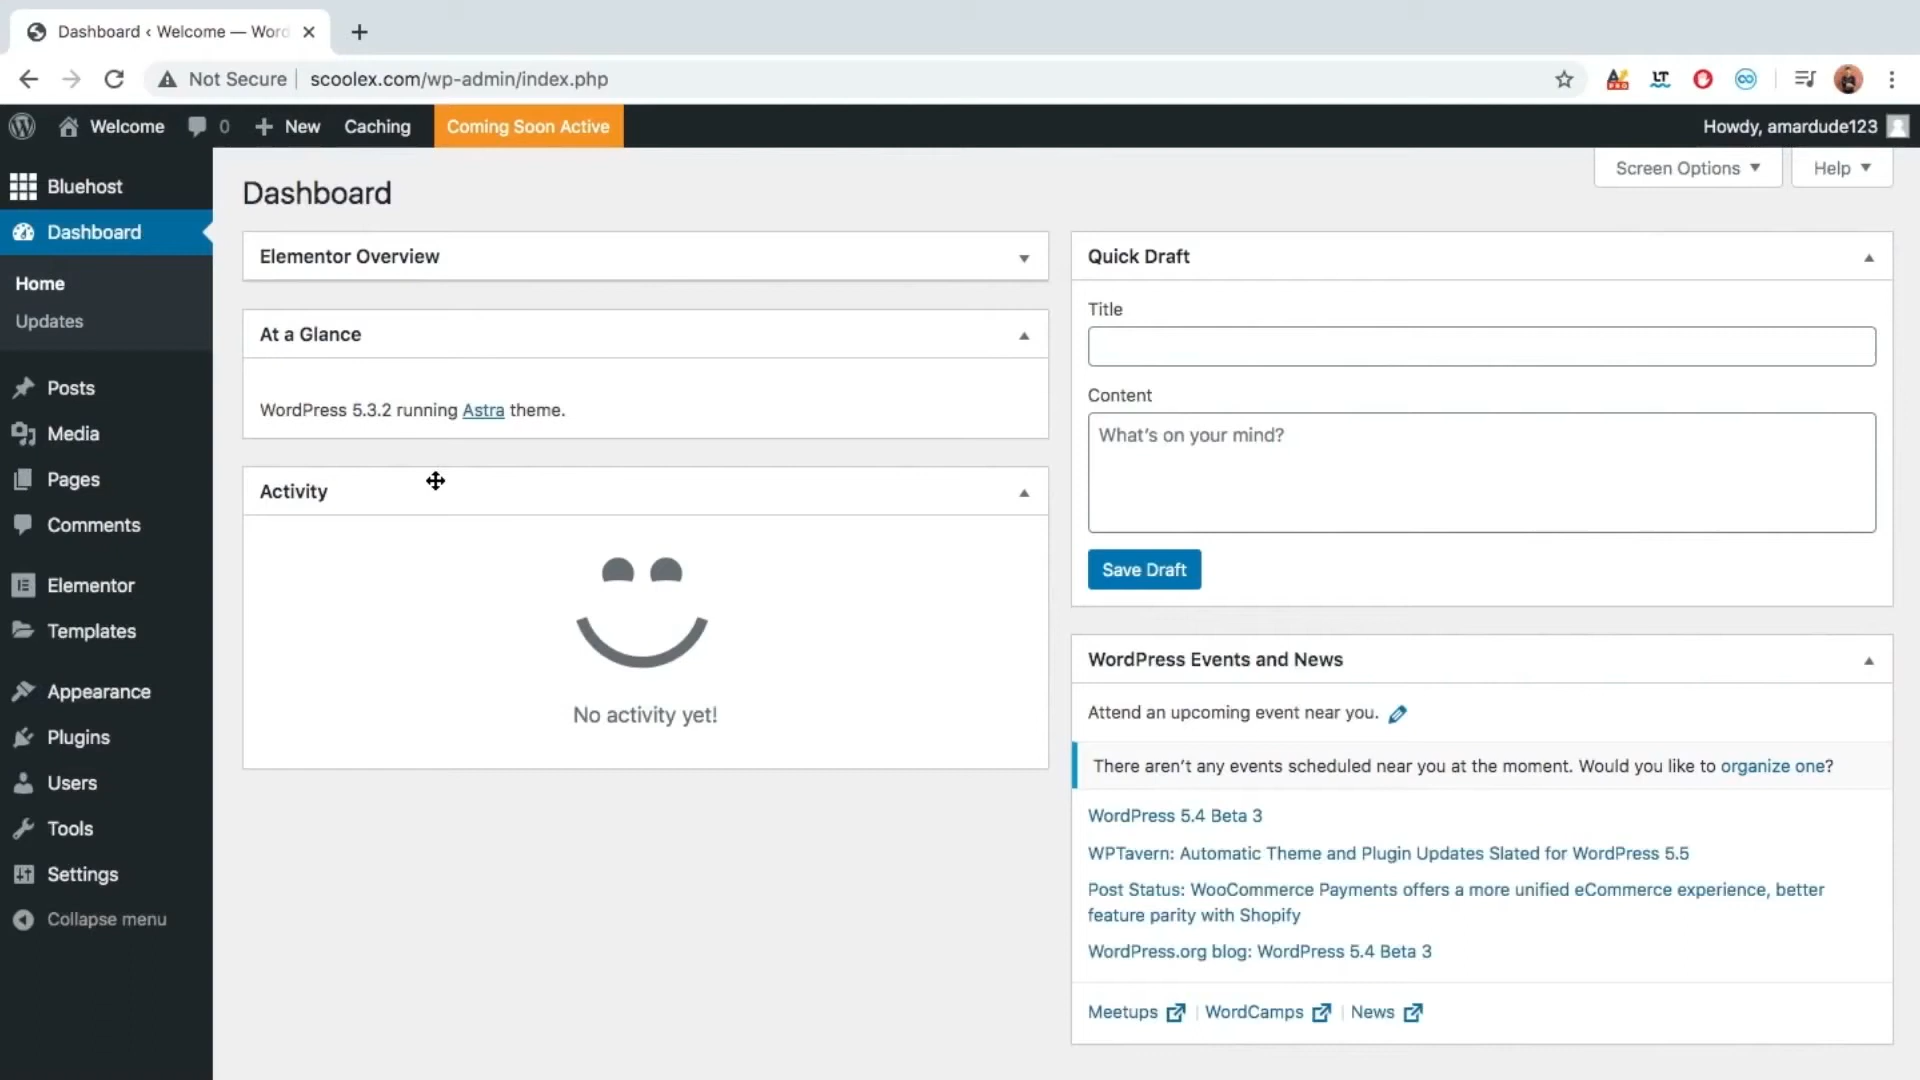 Dashboard ‹ Welcome — Word
Not Secure
scoolex.com/wp-admin/index.php
Welcome
0
New
Caching
Coming Soon Active
Howdy, amardude123
Bluehost
Dashboard
Home
Updates
Posts
Media
Pages
Comments
Elementor
Templates
Appearance
Plugins
Users
Tools
Settings
Collapse menu
Screen Options
Help
Dashboard
Elementor Overview
At a Glance
WordPress 5.3.2 running Astra theme.
Activity
No activity yet!
Quick Draft
Title
Content
What's on your mind?
Save Draft
WordPress Events and News
Attend an upcoming event near you.
There aren't any events scheduled near you at the moment. Would you like to organize one?
WordPress 5.4 Beta 3
WPTavern: Automatic Theme and Plugin Updates Slated for WordPress 5.5
Post Status: WooCommerce Payments offers a more unified eCommerce experience, better
feature parity with Shopify
WordPress.org blog: WordPress 5.4 Beta 3
Meetups | WordCamps | News